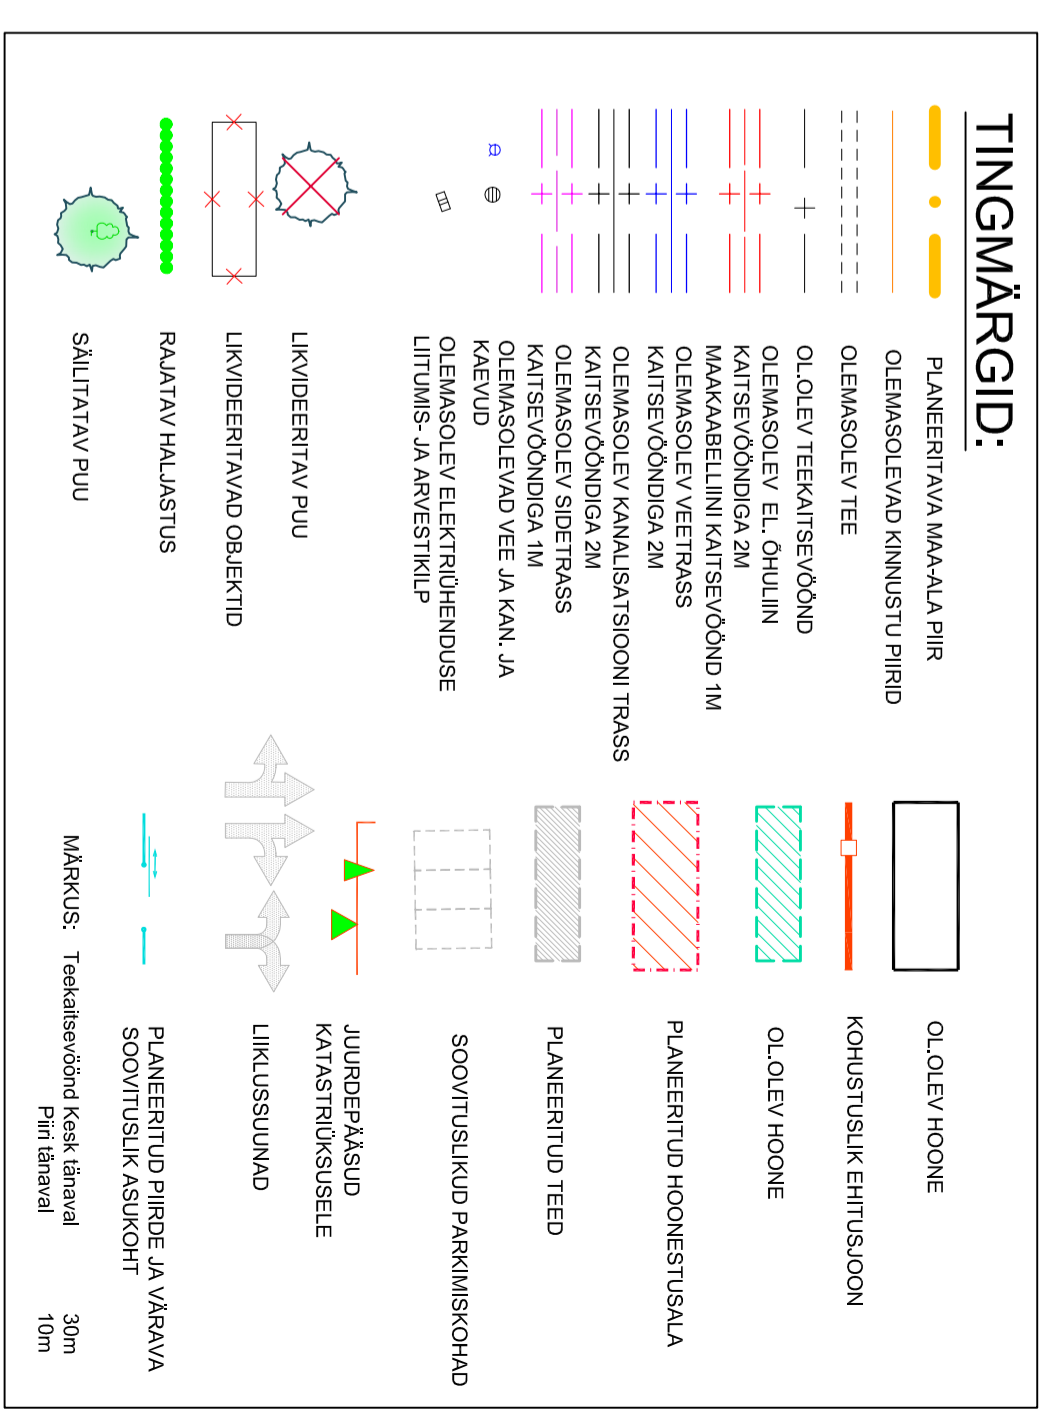 TINGMÄRGID:
PLANEERITAVA MAA-ALA PIIR
OLEMASOLEVAD KINNUSTU PIIRID
OLEMASOLEV TEE
OL.OLEV TEEKAITSEVÖÖND
OLEMASOLEV EL. ÕHULIIN
KAITSEVÖÖNDIGA 2M
MAAKAABELLIINI KAITSEVÖÖND 1M
OLEMASOLEV VEETRASS
KAITSEVÖÖNDIGA 2M
OLEMASOLEV KANALISATSIOONI TRASS
KAITSEVÖÖNDIGA 2M
OLEMASOLEV SIDETRASS
KAITSEVÖÖNDIGA 1M
OLEMASOLEVAD VEE JA KAN. JA
KAEVUD
OLEMASOLEV ELEKTRIÜHENDUSE
LIITUMIS- JA ARVESTIKILP
LIKVIDEERITAV PUU
LIKVIDEERITAVAD OBJEKTID
RAJATAV HALJASTUS
SÄILITATAV PUU
OL.OLEV HOONE
KOHUSTUSLIK EHITUSJOON
OL.OLEV HOONE
PLANEERITUD HOONESTUSALA
PLANEERITUD TEED
SOOVITUSLIKUD PARKIMISKOHAD
JUURDEPÄÄSUD
KATASTRIÜKSUSELE
LIIKLUSSUUNAD
PLANEERITUD PIIRDE JA VÄRAVA
SOOVITUSLIK ASUKOHT
MÄRKUS: Teekaitsevöönd Kesk tänaval 30m
Piiri tänaval 10m